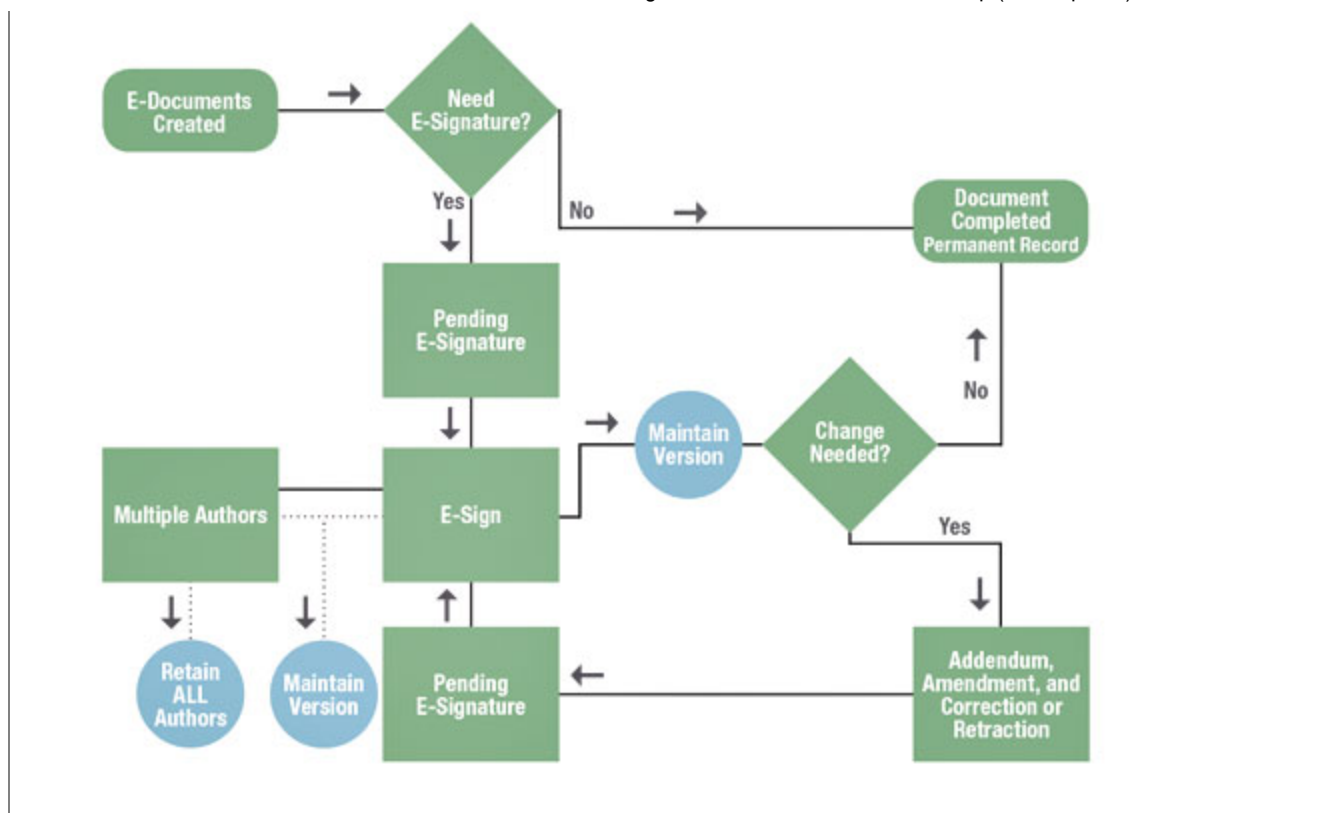 E-Documents
Created
Need
E-Signature?
Yes
No
Document
Completed
Permanent Record
Pending
E-Signature
No
Maintain
Version
Change
Needed?
Multiple Authors
E-Sign
Yes
Retain
ALL
Authors
Maintain
Version
Pending
E-Signature
Addendum,
Amendment, and
Correction or
Retraction